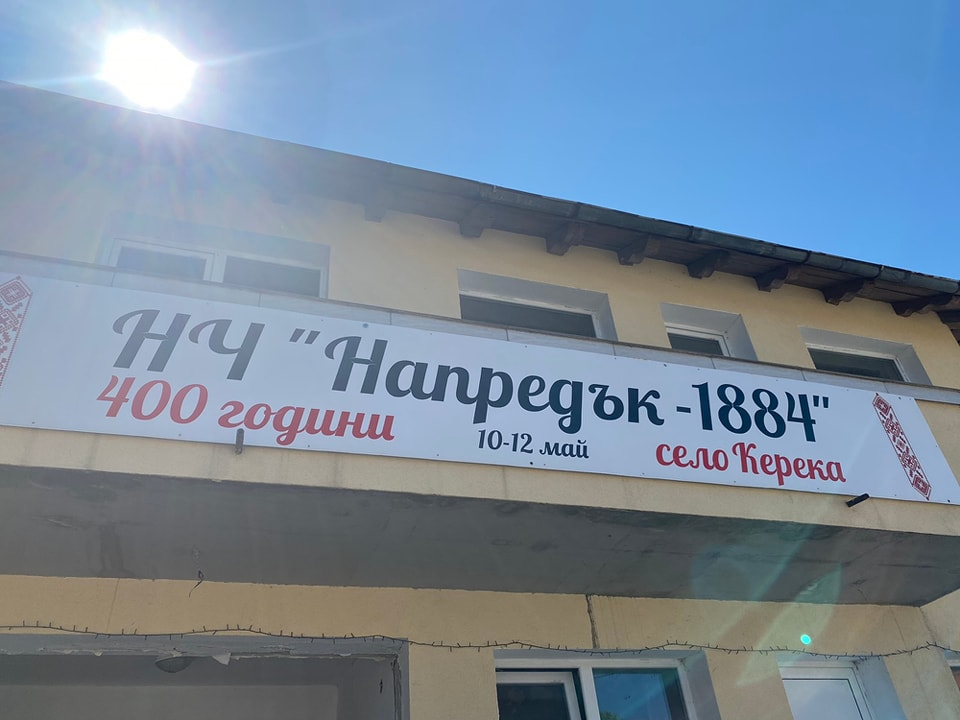 НЧ "Напредък -1884"
400 години 10-12 май село Керека